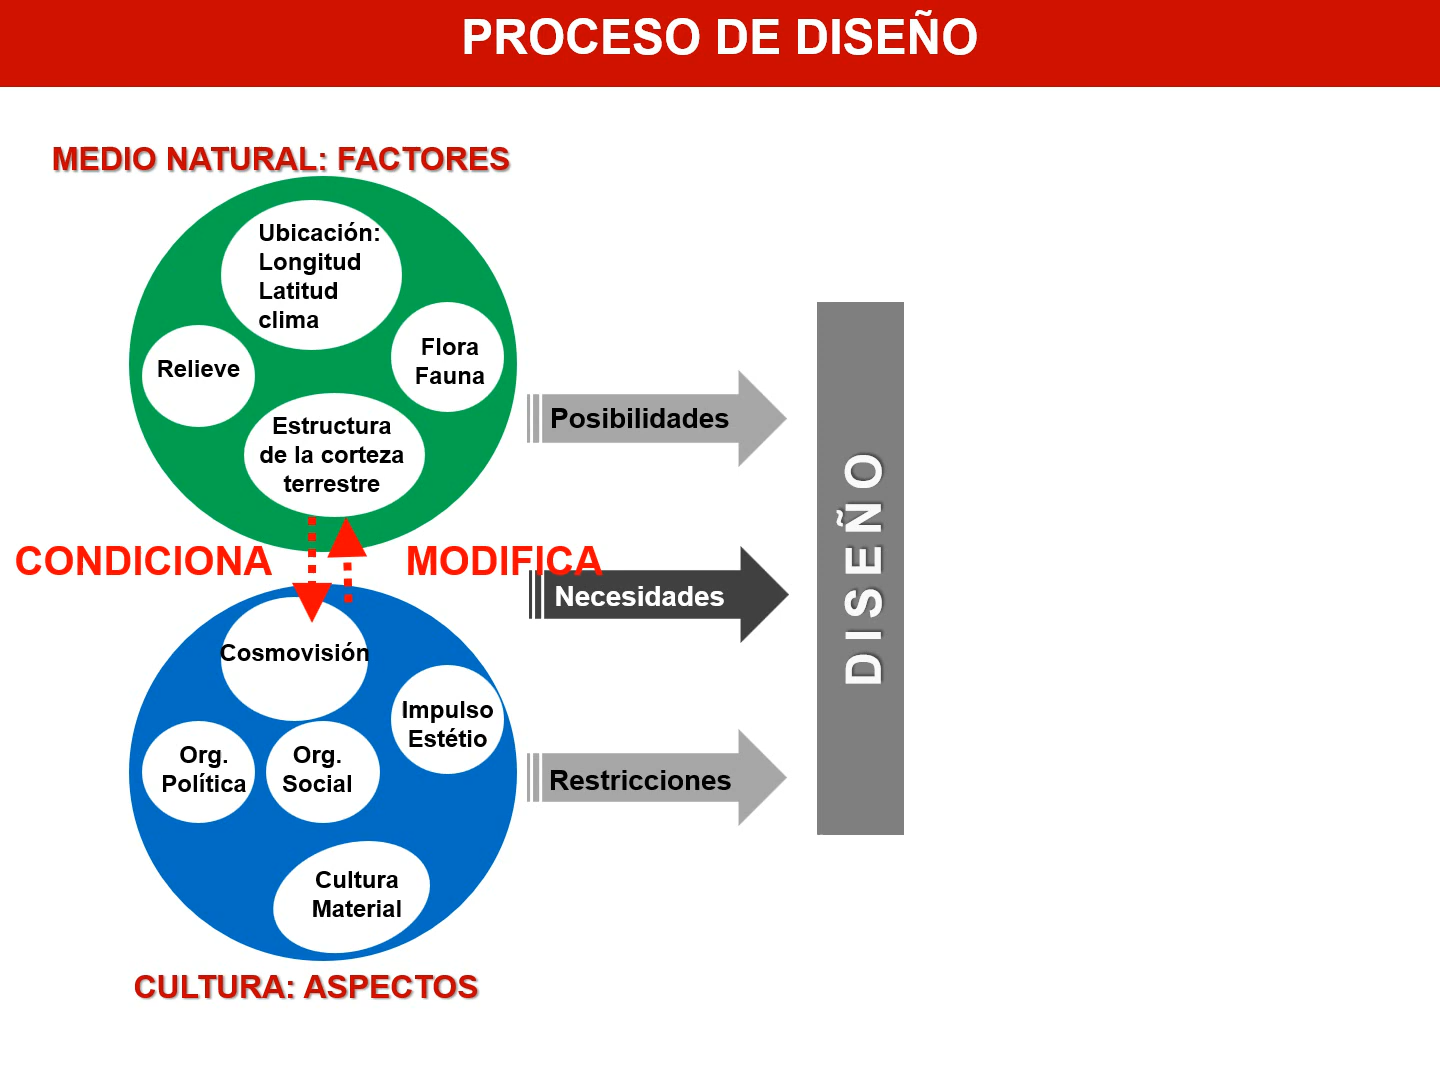 PROCESO DE DISEÑO
MEDIO NATURAL: FACTORES
Ubicación:
Longitud
Latitud
clima
Relieve
Flora
Fauna
Estructura
de la corteza
terrestre
CONDICIONA
MODIFICA
Cosmovisión
Impulso
Estétio
Org.
Política
Org.
Social
Cultura
Material
CULTURA: ASPECTOS
Posibilidades
Necesidades
Restricciones
DISEÑO